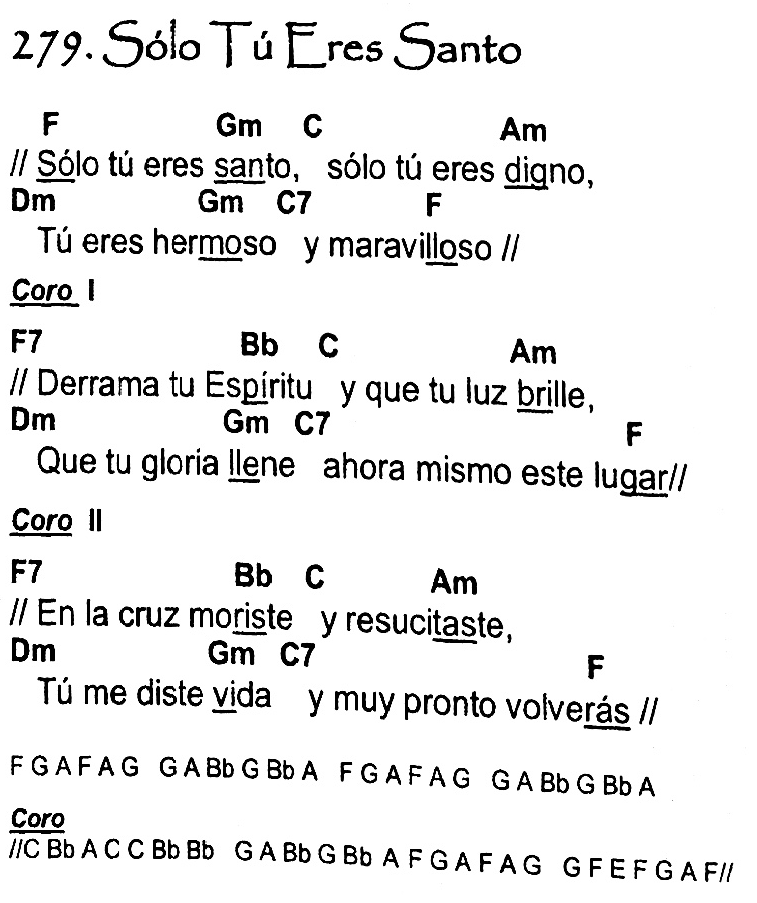 279. Sólo Tú Eres Santo
F Gm C Am
// Sólo tú eres santo, sólo tú eres digno,
Dm Gm C7 F
Tú eres hermoso y maravilloso //
Coro I
F7 Bb C Am
// Derrama tu Espíritu y que tu luz brille,
Dm Gm C7 F
Que tu gloria llene ahora mismo este lugar//
Coro II
F7 Bb C Am
// En la cruz moriste y resucitaste,
Dm Gm C7 F
Tú me diste vida y muy pronto volverás //
F G A F A G G A Bb G Bb A F G A F A G G A Bb G Bb A
Coro
//C Bb A C C Bb Bb G A Bb G Bb A F G A F A G G F E F G A F//